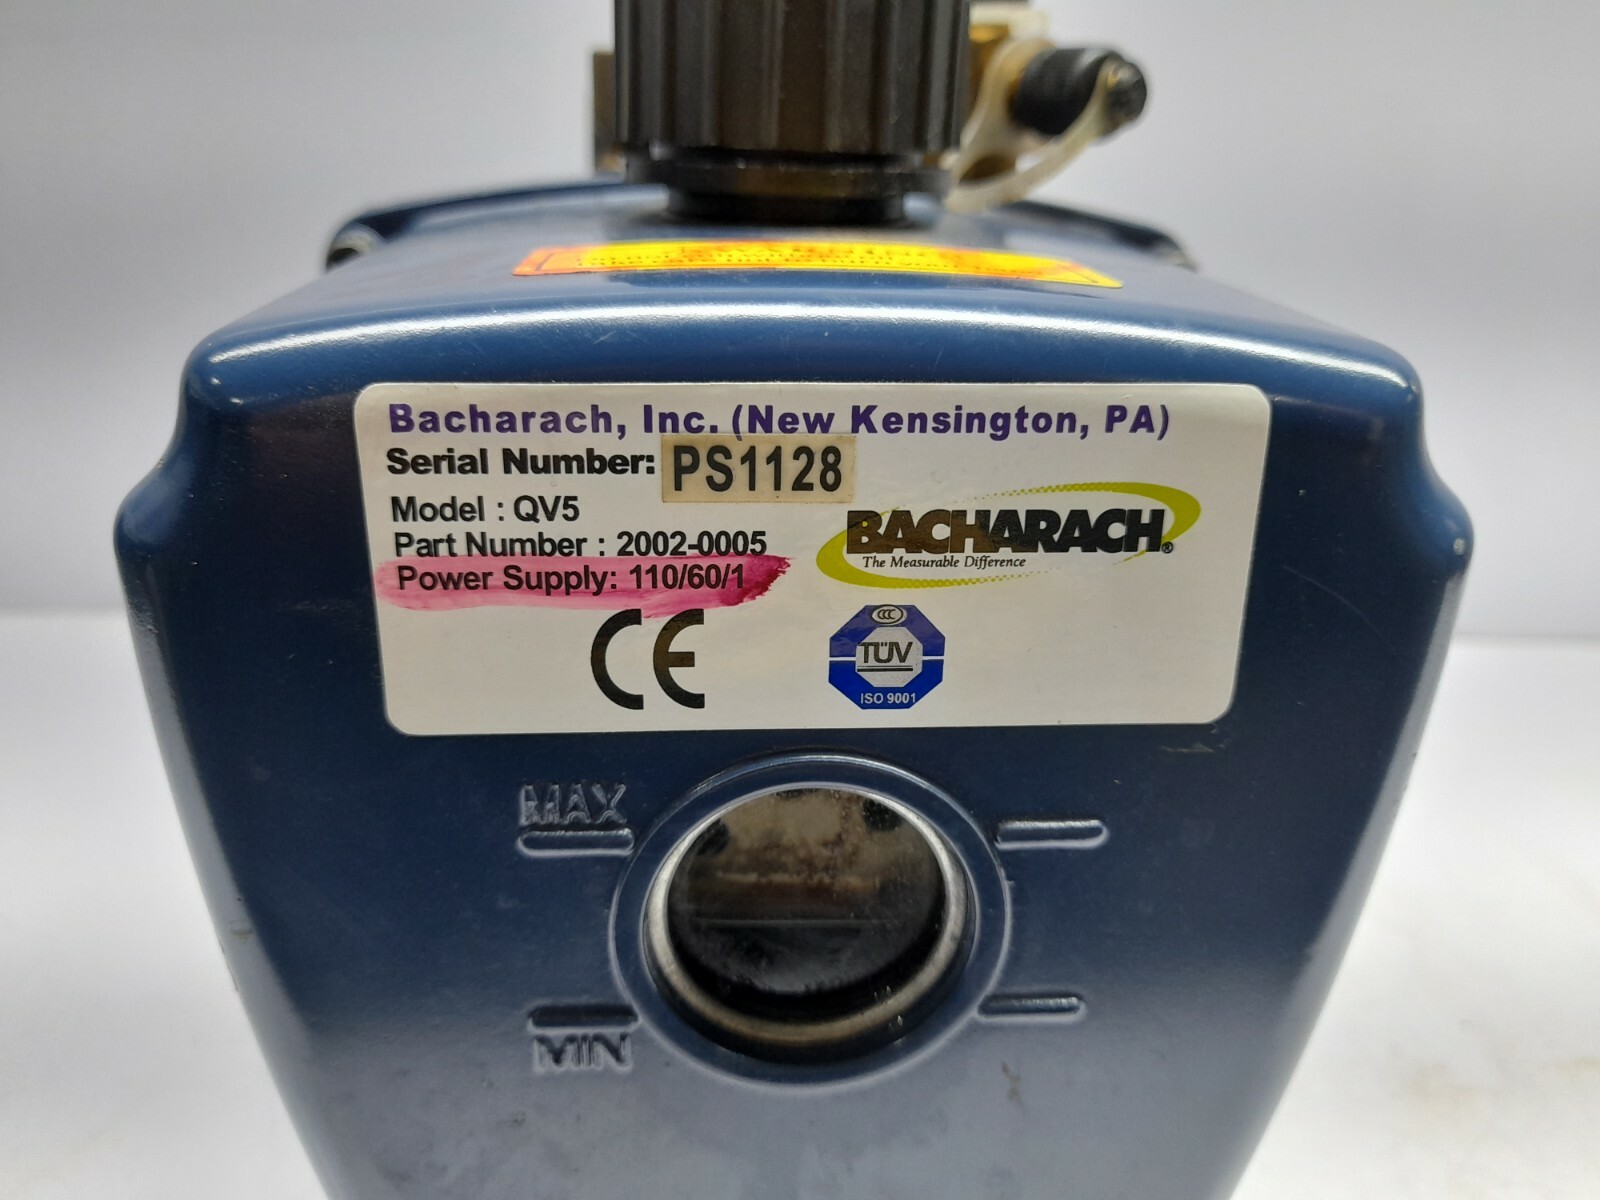 Bacharach, Inc. (New Kensington, PA)
Serial Number: PS1128
Model : QV5
Part Number : 2002-0005
Power Supply: 110/60/1
BACHARACH®
The Measurable Difference
CE
CCC
TÜV
ISO 9001
MAX
MIN